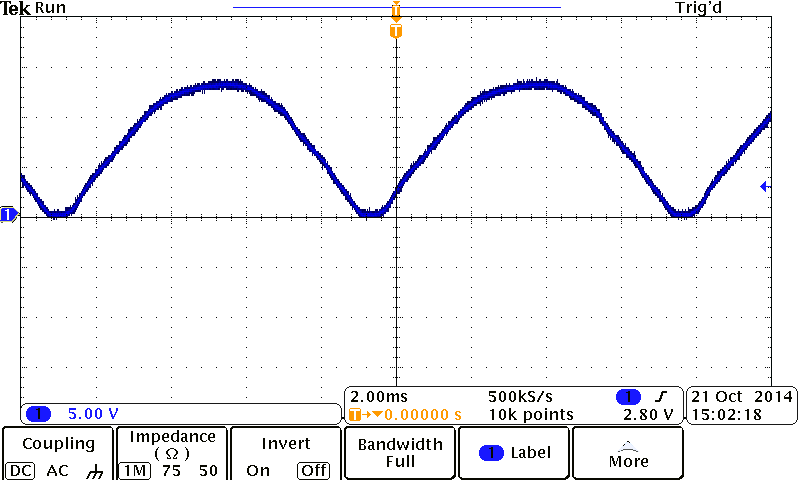 Tek Run Trig'd
T
T
1
2.00ms 500kS/s 1 21 Oct 2014
1 5.00 V T 0.00000 s 10k points 2.80 V 15:02:18
Coupling Impedance Invert Bandwidth 1 Label More
(Ω) Full
DC AC 1M 75 50 On Off